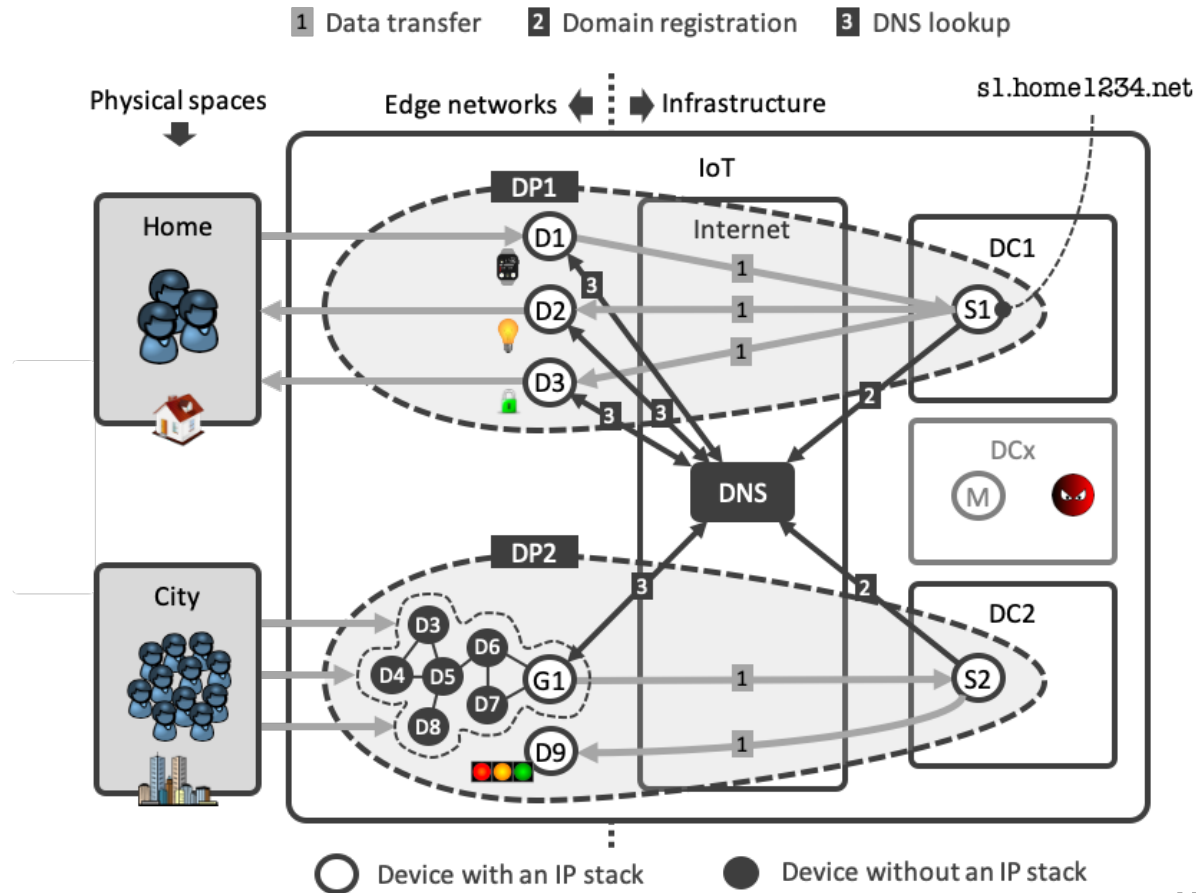 1 Data transfer 2 Domain registration 3 DNS lookup
Physical spaces
Edge networks
Infrastructure
s1.home1234.net
IoT
Home
DP1
D1
Internet
DC1
1
3
D2
1
S1
1
D3
2
3
3
DCx
DNS
M
DP2
City
3
2
DC2
D3
D6
D4
D5
G1
1
S2
D7
D8
1
D9
Device with an IP stack
Device without an IP stack